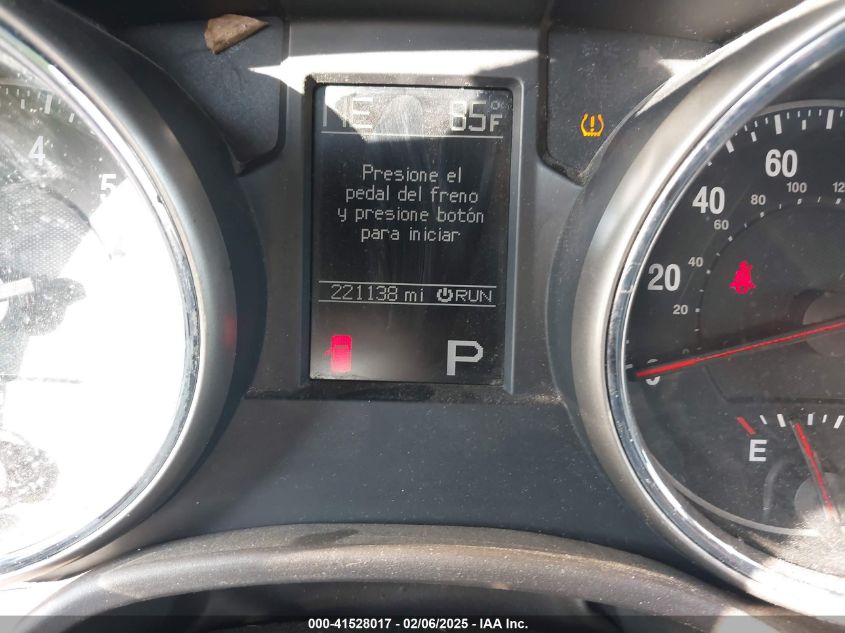 NE 85°F
Presione el
pedal del freno
y presione botón
para iniciar
221138 mi RUN
P
4
5
60
40
20
0
100
80
60
40
20
E
000-41528017 - 02/06/2025 - IAA Inc.